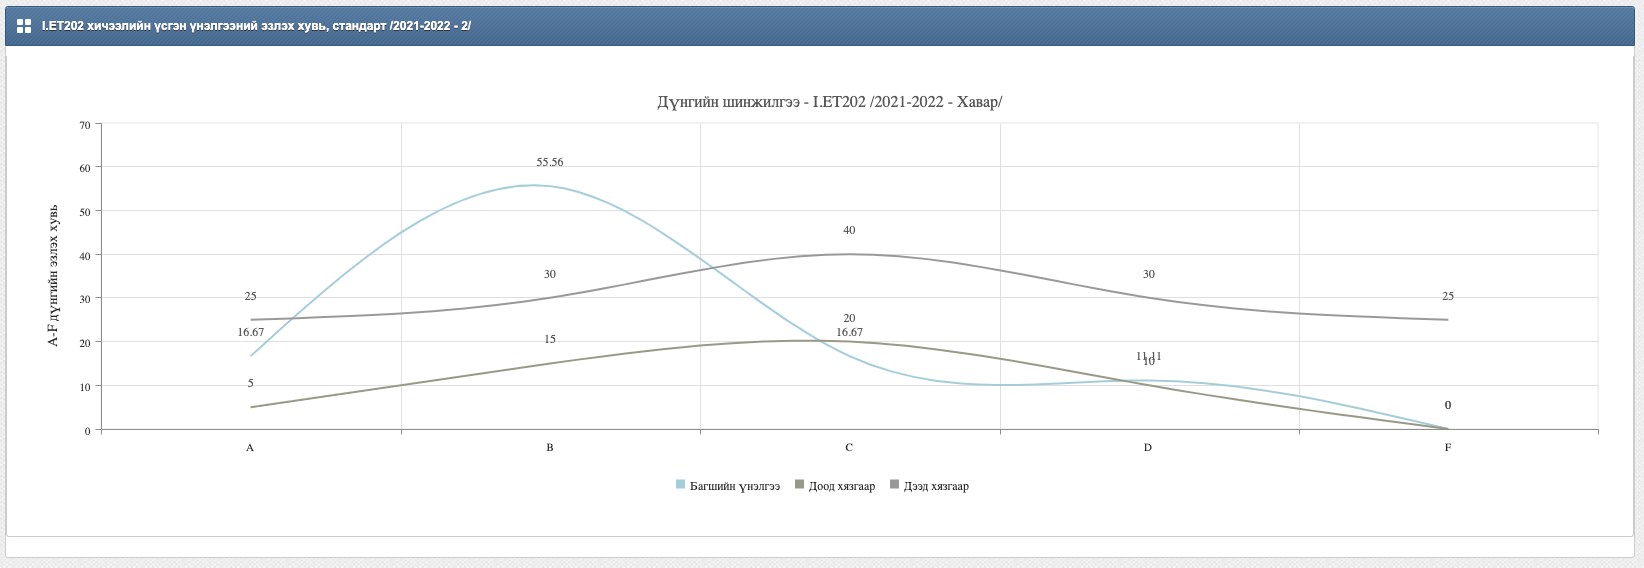 I.ET202 хичээлийн үсгэн үнэлгээний эзлэх хувь, стандарт /2021-2022 - 2/
Дүнгийн шинжилгээ - I.ET202 /2021-2022 - Хавар/
А-F дүнгийн эзлэх хувь
70
60
50
40
30
20
10
0
55.56
40
30
30
25
25
16.67
20
16.67
15
11.11
10
5
0
A
B
C
D
F
Багшийн үнэлгээ
Доод хязгаар
Дээд хязгаар